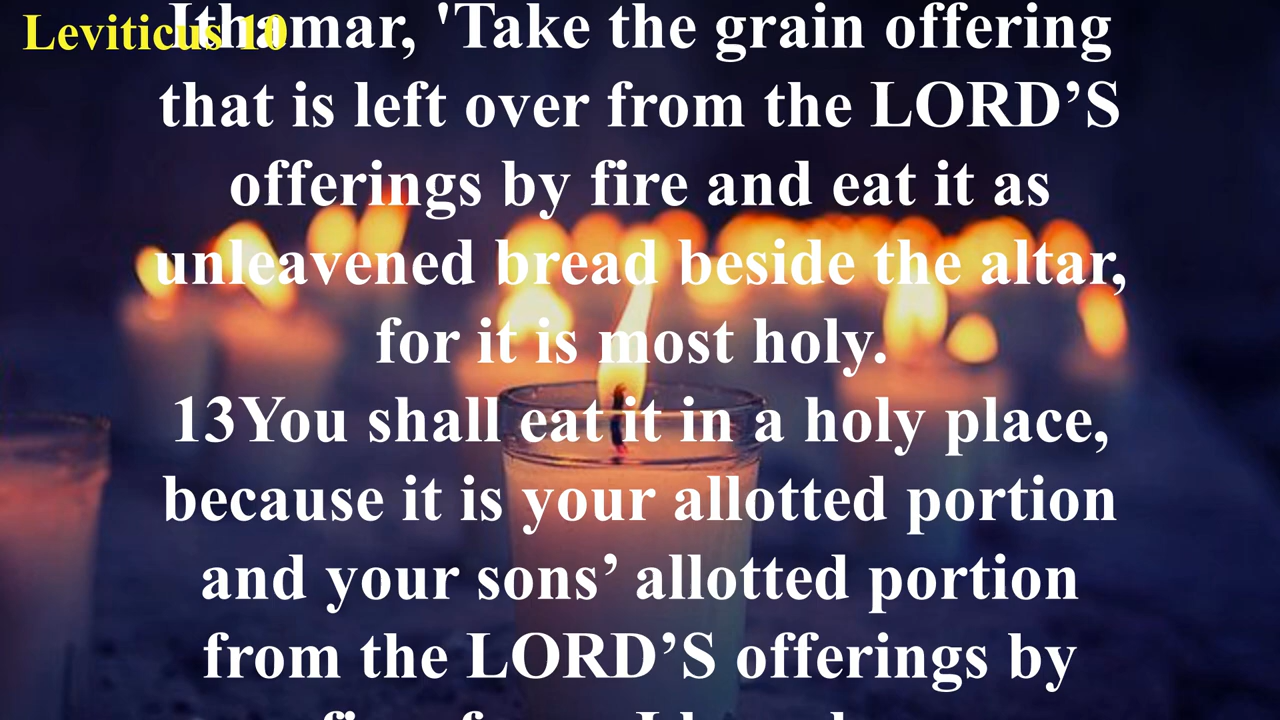 Leviticus 10
Ithamar, 'Take the grain offering
that is left over from the LORD’S
offerings by fire and eat it as
unleavened bread beside the altar,
for it is most holy.
13You shall eat it in a holy place,
because it is your allotted portion
and your sons’ allotted portion
from the LORD’S offerings by